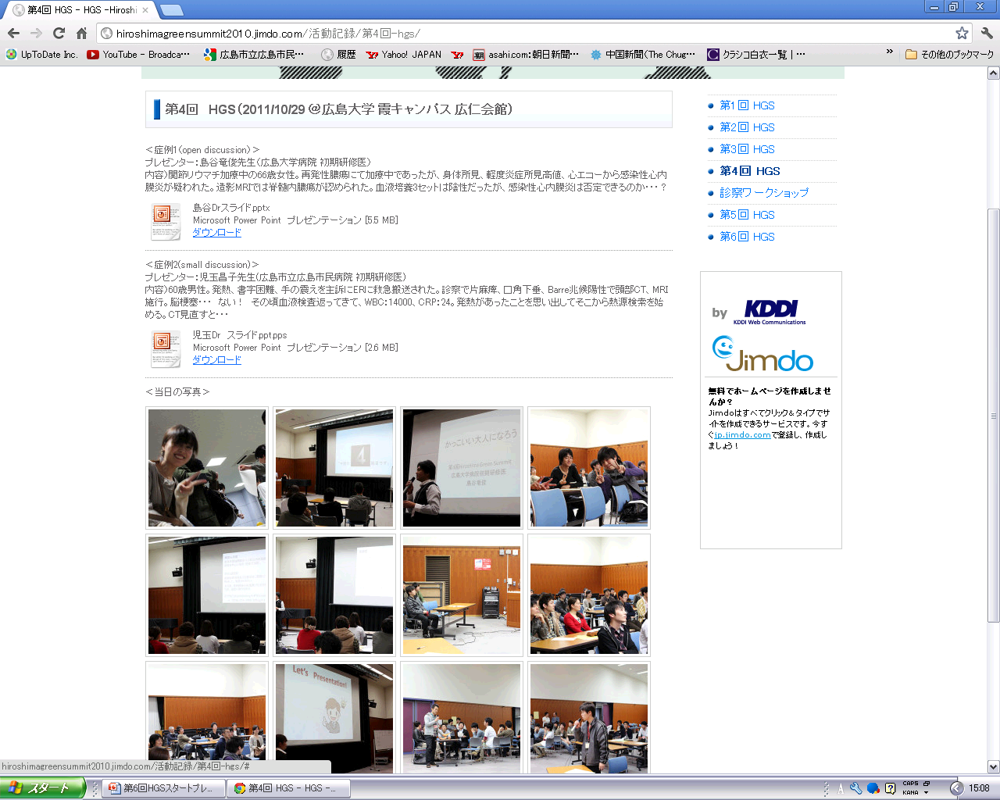 第4回 HGS - HGS -Hiroshi
hiroshimagreensummit2010.jimdo.com/活動記録/第4回-hgs/
UpToDate Inc.
YouTube - Broadca…
広島市立広島市民…
履歴
Yahoo! JAPAN
asahi.com：朝日新聞…
中国新聞（The Chug…
クラシコ白衣一覧 | …
その他のブックマーク
第4回　HGS（2011/10/29 ＠広島大学 霞キャンパス 広仁会館）
＜症例1（open discussion）＞
プレゼンター：島谷竜俊先生（広島大学病院 初期研修医）
内容）関節リウマチ加療中の66歳女性。再発性膿瘍にて加療中であったが、身体所見、軽度炎症所見高値、心エコーから感染性心内
膜炎が疑われた。造影MRIでは脊髄内膿瘍が認められた。血液培養3セットは陰性だったが、感染性心内膜炎は否定できるのか・・・？
島谷Drスライド.pptx
Microsoft Power Point　プレゼンテーション [5.5 MB]
ダウンロード
＜症例2(small discussion)＞
プレゼンター：児玉昌子先生(広島市立広島市民病院 初期研修医)
内容)60歳男性。発熱、書字困難、手の震えを主訴にERに救急搬送された。診察で片麻痺、口角下垂、Barre兆候陽性で頭部CT、MRI
施行。脳梗塞・・・　ない！　その頃血液検査返ってきて、WBC：14000、CRP：24。発熱があったことを思い出してそこから熱源検索を始
める。CT見直すと・・・
児玉Dr　スライド.ppt.pps
Microsoft Power Point　プレゼンテーション [2.6 MB]
ダウンロード
＜当日の写真＞
4
かっこいい大人になろう
第4回Hiroshima Green Summit
広島大学病院初期研修医
島谷竜俊
Let's Presentation!
第1回 HGS
第2回 HGS
第3回 HGS
第4回 HGS
診察ワークショップ
第5回 HGS
第6回 HGS
by KDDI
KDDI Web Communications
Jimdo
無料でホームページを作成しませ
んか？
Jimdoはすべてクリック＆タイプでサ
イトを作成できるサービスです。今す
ぐjp.jimdo.comで登録し、作成し
ましょう！
hiroshimagreensummit2010.jimdo.com/活動記録/第4回-hgs/#
スタート
第6回HGSスタートプレ...
第4回 HGS - HGS -...
A
CAPS
KANA
15:08